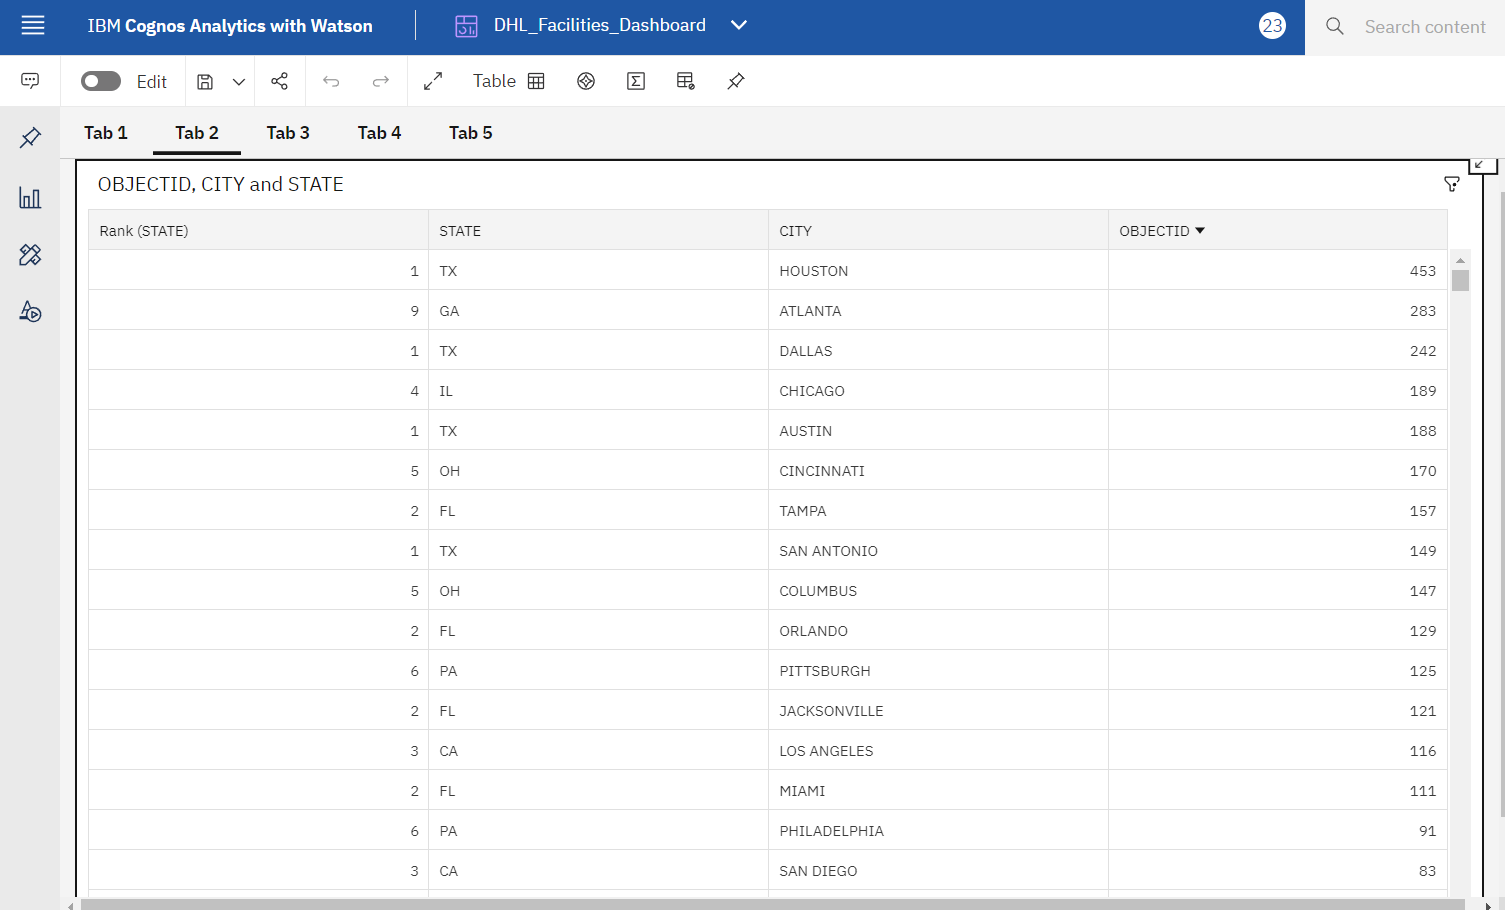 IBM Cognos Analytics with Watson DHL_Facilities_Dashboard 23 Search content
Edit Table
Tab 1 Tab 2 Tab 3 Tab 4 Tab 5
OBJECTID, CITY and STATE
Rank (STATE) STATE CITY OBJECTID
1 TX HOUSTON 453
9 GA ATLANTA 283
1 TX DALLAS 242
4 IL CHICAGO 189
1 TX AUSTIN 188
5 OH CINCINNATI 170
2 FL TAMPA 157
1 TX SAN ANTONIO 149
5 OH COLUMBUS 147
2 FL ORLANDO 129
6 PA PITTSBURGH 125
2 FL JACKSONVILLE 121
3 CA LOS ANGELES 116
2 FL MIAMI 111
6 PA PHILADELPHIA 91
3 CA SAN DIEGO 83